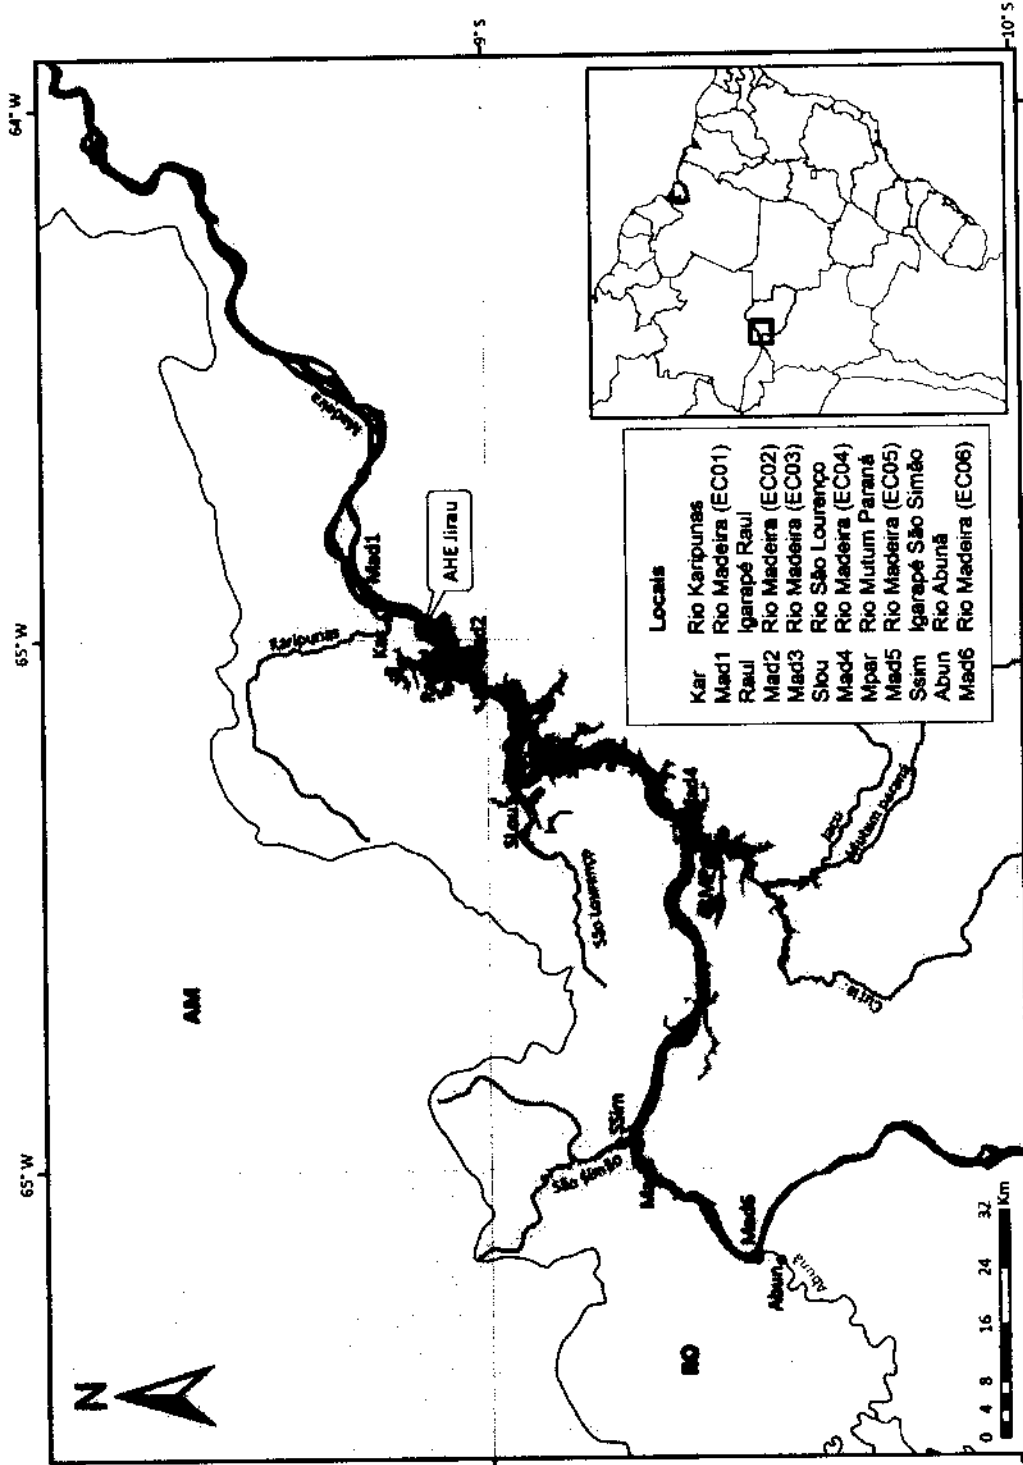 65° W
65° W
64° W
9° S
10° S
N
AM
RO
Madeira
Mad1
AHE Jirau
Karipunas
Kar
SLou
São Lourenço
Mutum Paraná
SSim
São Simão
Mad6
Abun
Abunã
0 4 8 16 24 32
Km
Locais
Kar Rio Karipunas
Mad1 Rio Madeira (EC01)
Raul Igarapé Raul
Mad2 Rio Madeira (EC02)
Mad3 Rio Madeira (EC03)
Slou Rio São Lourenço
Mad4 Rio Madeira (EC04)
Mpar Rio Mutum Paraná
Mad5 Rio Madeira (EC05)
Ssim Igarapé São Simão
Abun Rio Abunã
Mad6 Rio Madeira (EC06)